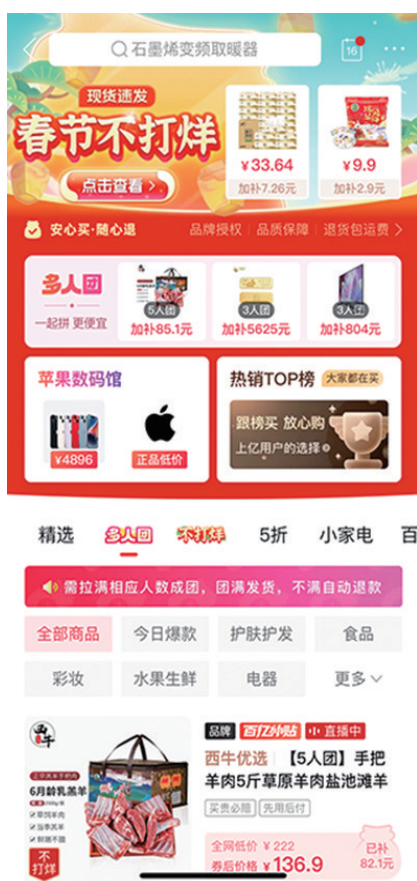 石墨烯变频取暖器
16
现货速发
春节不打烊
点击查看 >
¥33.64
加补7.26元
¥9.9
加补2.9元
安心买·随心退
品牌授权 | 品质保障 | 退货包运费 >
多人团
一起拼 更便宜
5人团
加补85.1元
3人团
加补5625元
3人团
加补804元
苹果数码馆
¥4896
正品低价
热销TOP榜
大家都在买
跟榜买 放心购
上亿用户的选择
精选
多人团
不打烊
5折
小家电
百
需拉满相应人数成团，团满发货，不满自动退款
全部商品
今日爆款
护肤护发
食品
彩妆
水果生鲜
电器
更多
品牌 百亿补贴 直播中
西牛优选 【5人团】手把
羊肉5斤草原羊肉盐池滩羊
买贵必赔 先用后付
全网低价 ¥ 222
券后价格 ¥136.9
已补
82.1元
6月龄乳羔羊
不
打烊